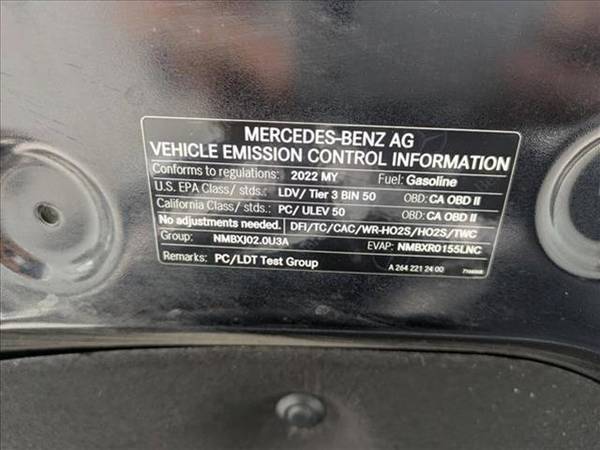 MERCEDES-BENZ AG
VEHICLE EMISSION CONTROL INFORMATION
Conforms to regulations: 2022 MY Fuel: Gasoline
U.S. EPA Class/ stds.: LDV/ Tier 3 BIN 50 OBD: CA OBD II
California Class/ stds.: PC/ ULEV 50 OBD: CA OBD II
No adjustments needed. DFI/TC/CAC/WR-HO2S/HO2S/TWC
Group: NMBXJ02.0U3A EVAP: NMBXR0155LNC
Remarks: PC/LDT Test Group A 264 221 24 00